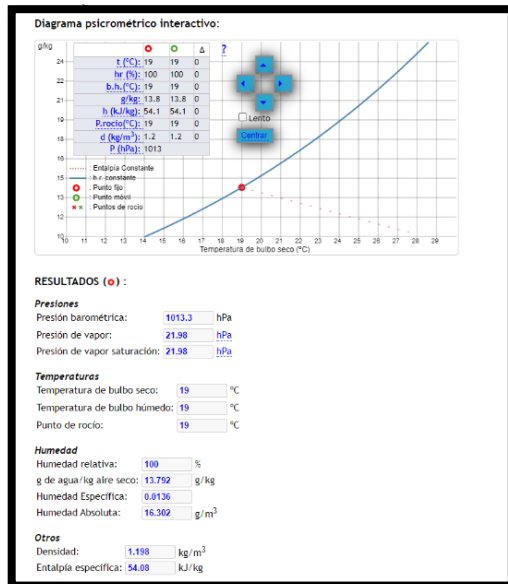 Diagrama psicrométrico interactivo:
g/kg
Δ ?
t (ºC): 19 19 0
hr (%): 100 100 0
b.h.(ºC): 19 19 0
g/kg: 13.8 13.8 0
h (kJ/kg): 54.1 54.1 0
P.rocio(ºC): 19 19 0
d (kg/m³): 1.2 1.2 0
P (hPa): 1013
Lento
Centrar
24
22
21
19
18
16
15
13
12
10
: Entalpía Constante
: h.r. constante
: Punto fijo
: Punto móvil
: Puntos de rocío
10 11 12 13 14 15 16 17 18 19 20 21 22 23 24 25 26 27 28 29
Temperatura de bulbo seco (ºC)
RESULTADOS (o) :
Presiones
Presión barométrica: 1013.3 hPa
Presión de vapor: 21.98 hPa
Presión de vapor saturación: 21.98 hPa
Temperaturas
Temperatura de bulbo seco: 19 ºC
Temperatura de bulbo húmedo: 19 ºC
Punto de rocío: 19 ºC
Humedad
Humedad relativa: 100 %
g de agua/kg aire seco: 13.792 g/kg
Humedad Específica: 0.0136
Humedad Absoluta: 16.302 g/m³
Otros
Densidad: 1.198 kg/m³
Entalpía específica: 54.08 kJ/kg